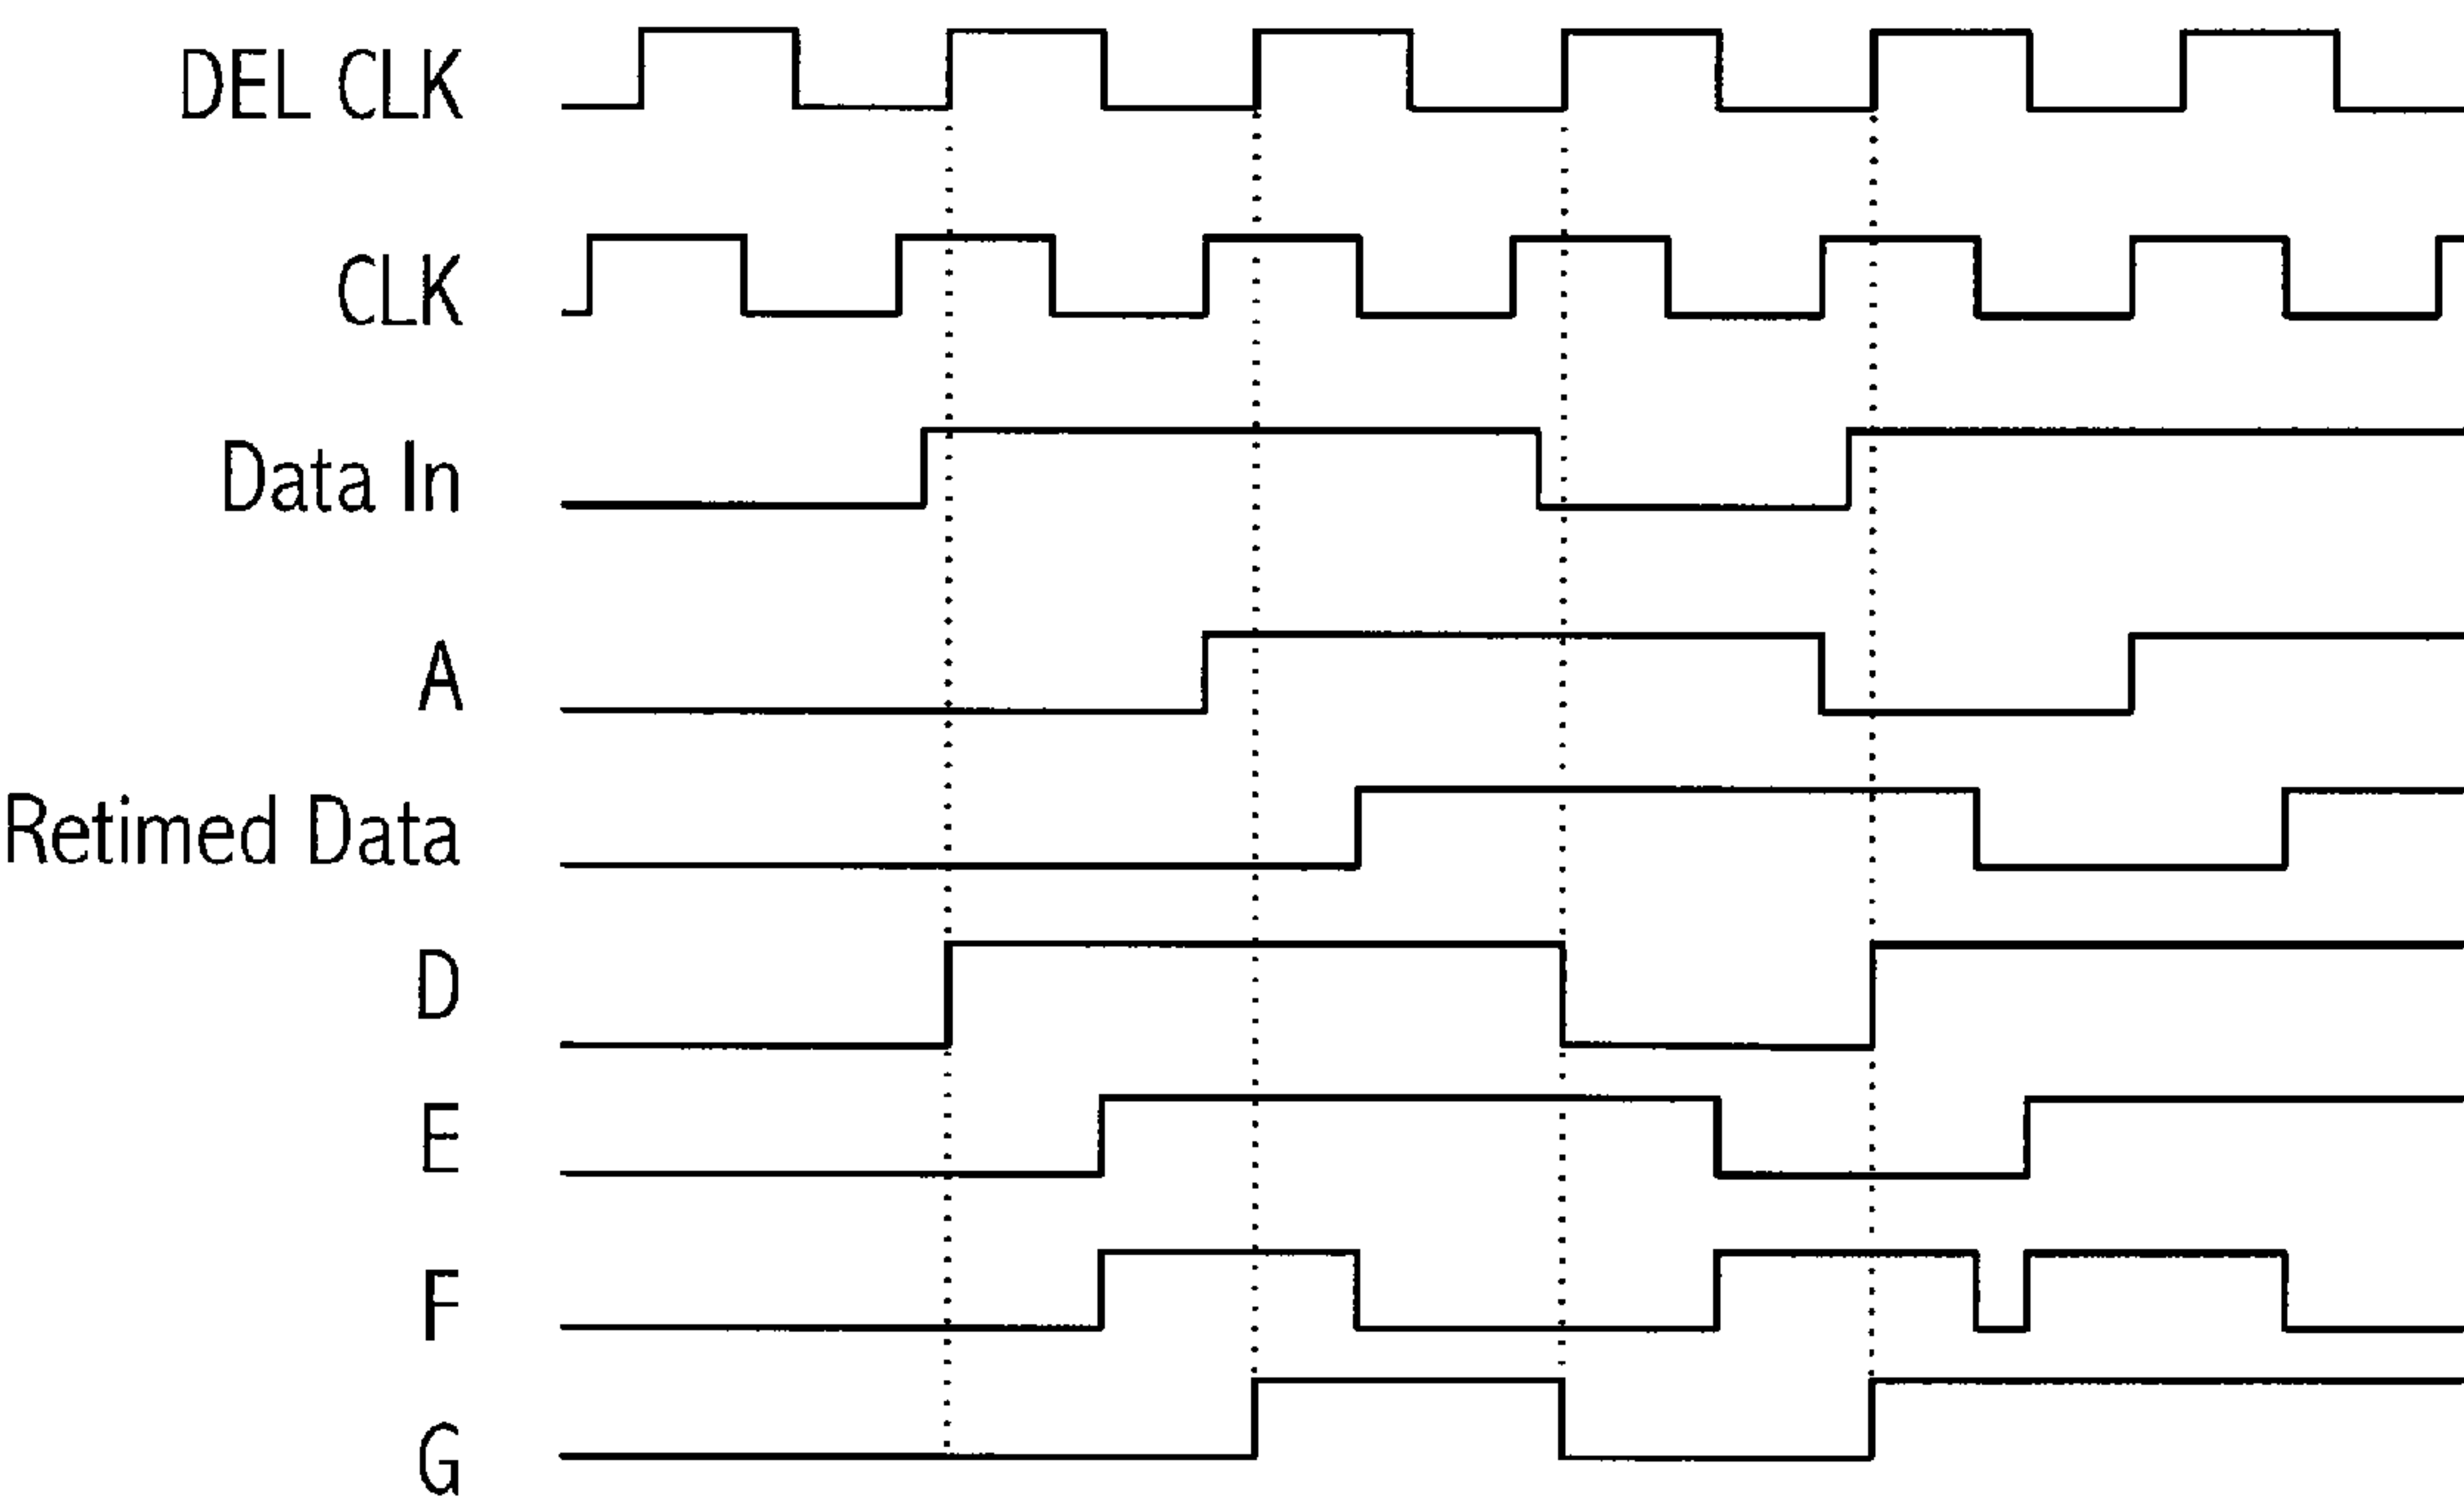 DEL CLK
CLK
Data In
A
Retimed Data
D
E
F
G